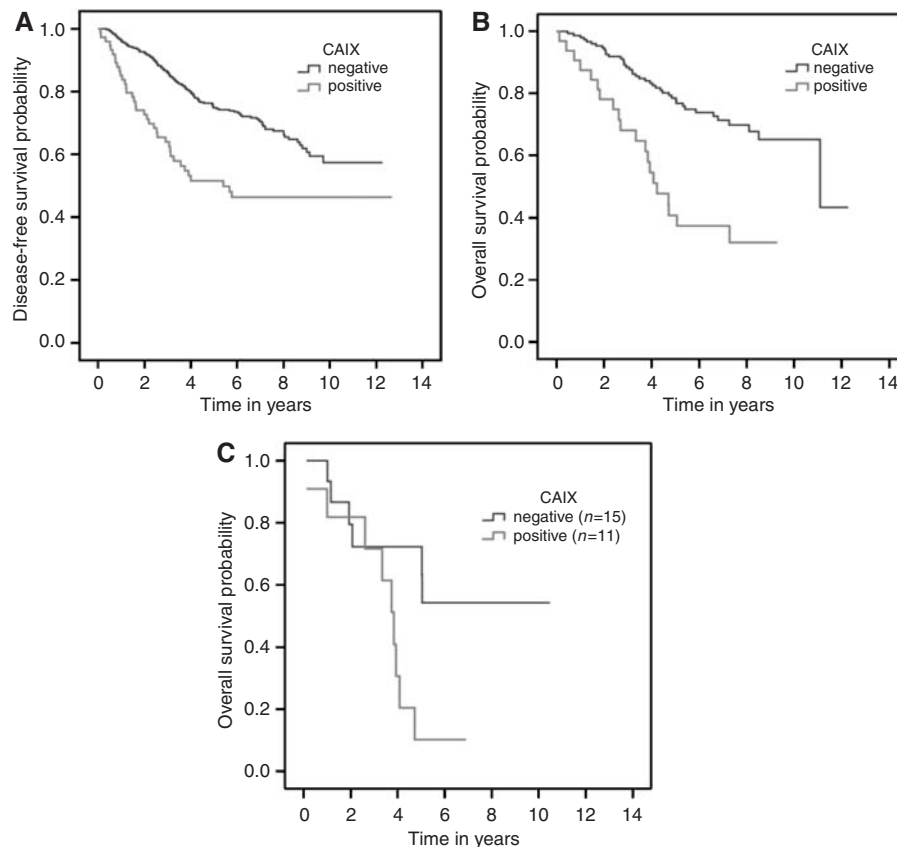 A
Disease-free survival probability
1.0
0.8
0.6
0.4
0.2
0.0
CAIX
negative
positive
0 2 4 6 8 10 12 14
Time in years
B
Overall survival probability
1.0
0.8
0.6
0.4
0.2
0.0
CAIX
negative
positive
0 2 4 6 8 10 12 14
Time in years
C
Overall survival probability
1.0
0.8
0.6
0.4
0.2
0.0
CAIX
negative (n=15)
positive (n=11)
0 2 4 6 8 10 12 14
Time in years